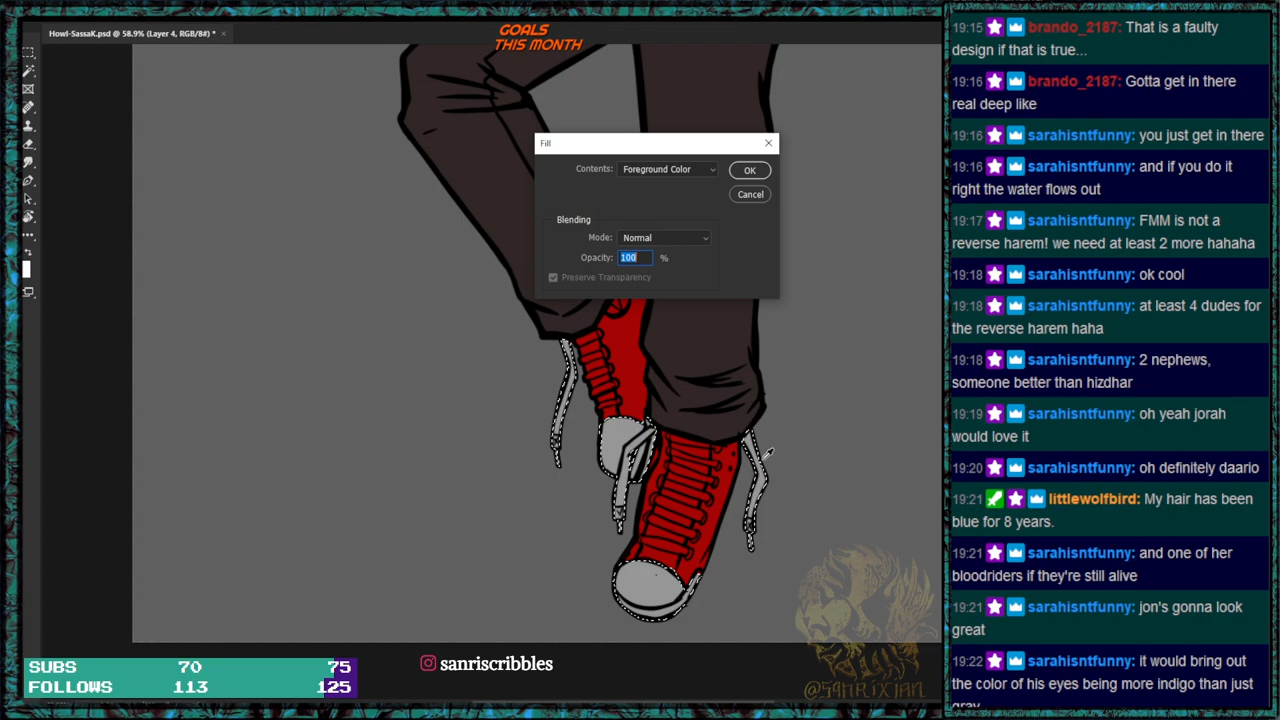 GOALS
THIS MONTH
Howl-SassaK.psd @ 58.9% (Layer 4, RGB/8#) * ×
Fill
Contents: Foreground Color
OK
Cancel
Blending
Mode: Normal
Opacity: 100 %
Preserve Transparency
SUBS 70 75
FOLLOWS 113 125
sanriscribbles
@SANRIXIAN
19:15 brando_2187: That is a faulty
design if that is true...
19:16 brando_2187: Gotta get in there
real deep like
19:16 sarahisntfunny: you just get in there
19:16 sarahisntfunny: and if you do it
right the water flows out
19:17 sarahisntfunny: FMM is not a
reverse harem! we need at least 2 more hahaha
19:18 sarahisntfunny: ok cool
19:18 sarahisntfunny: at least 4 dudes for
the reverse harem haha
19:18 sarahisntfunny: 2 nephews,
someone better than hizdhar
19:19 sarahisntfunny: oh yeah jorah
would love it
19:20 sarahisntfunny: oh definitely daario
19:21 littlewolfbird: My hair has been
blue for 8 years.
19:21 sarahisntfunny: and one of her
bloodriders if they're still alive
19:21 sarahisntfunny: jon's gonna look
great
19:22 sarahisntfunny: it would bring out
the color of his eyes being more indigo than just
gray